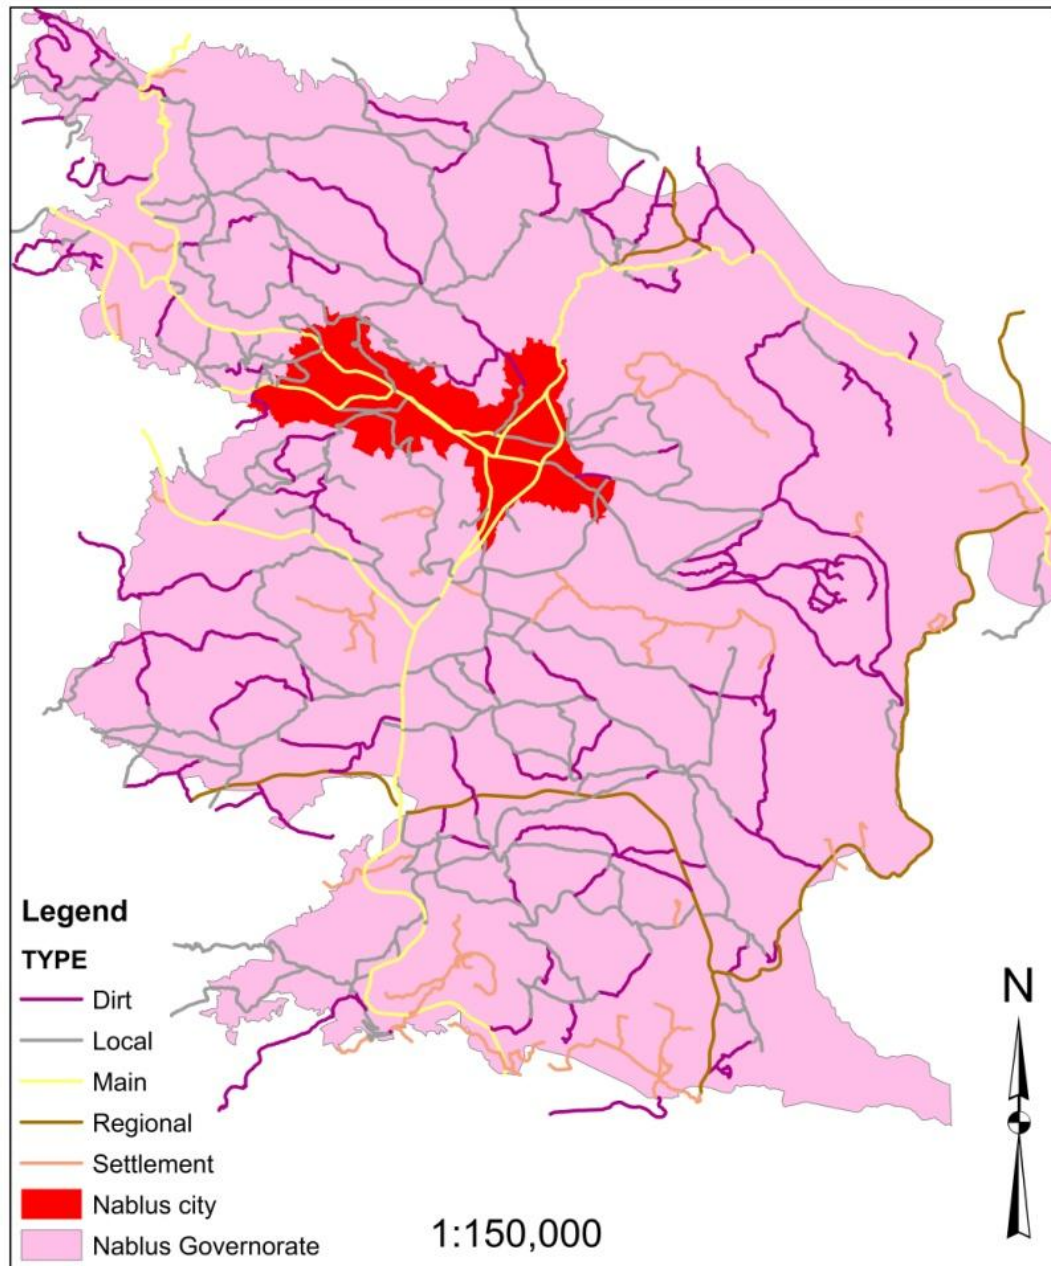 Legend
TYPE
Dirt
Local
Main
Regional
Settlement
Nablus city
Nablus Governorate
1:150,000
N